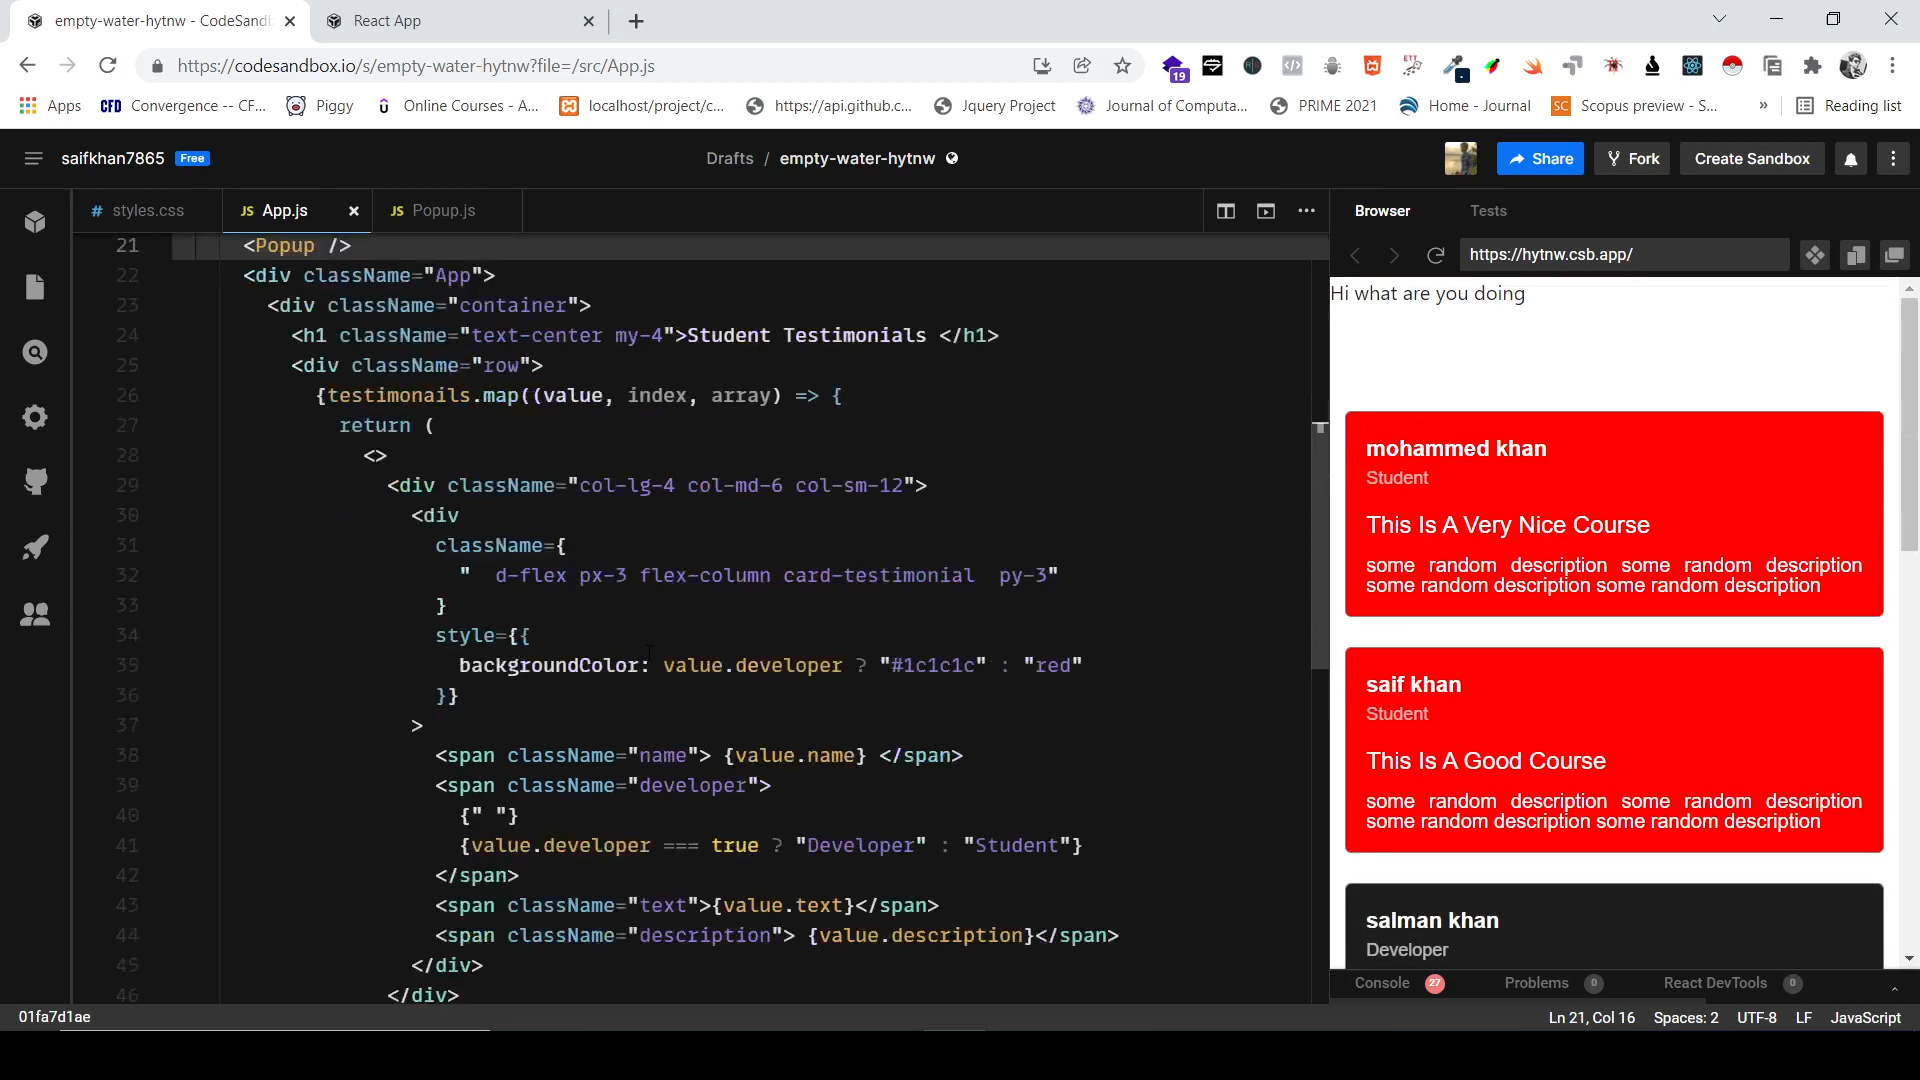 empty-water-hytnw - CodeSandb
React App
https://codesandbox.io/s/empty-water-hytnw?file=/src/App.js
19
ETT
Apps
CFD Convergence -- CF...
Piggy
Online Courses - A...
localhost/project/c...
https://api.github.c...
Jquery Project
Journal of Computa...
PRIME 2021
Home - Journal
SC Scopus preview - S...
»
Reading list
saifkhan7865 Free
Drafts / empty-water-hytnw
Share
Fork
Create Sandbox
# styles.css
JS App.js
JS Popup.js
21 <Popup />
22 <div className="App">
23 <div className="container">
24 <h1 className="text-center my-4">Student Testimonials </h1>
25 <div className="row">
26 {testimonails.map((value, index, array) => {
27 return (
28 <>
29 <div className="col-lg-4 col-md-6 col-sm-12">
30 <div
31 className={
32 "  d-flex px-3 flex-column card-testimonial  py-3"
33 }
34 style={{
35 backgroundColor: value.developer ? "#1c1c1c" : "red"
36 }}
37 >
38 <span className="name"> {value.name} </span>
39 <span className="developer">
40 {" "}
41 {value.developer === true ? "Developer" : "Student"}
42 </span>
43 <span className="text">{value.text}</span>
44 <span className="description"> {value.description}</span>
45 </div>
46 </div>
Browser
Tests
https://hytnw.csb.app/
Hi what are you doing
mohammed khan
Student
This Is A Very Nice Course
some random description some random description
some random description some random description
saif khan
Student
This Is A Good Course
some random description some random description
some random description some random description
salman khan
Developer
Console 27
Problems 0
React DevTools 0
01fa7d1ae
Ln 21, Col 16
Spaces: 2
UTF-8
LF
JavaScript